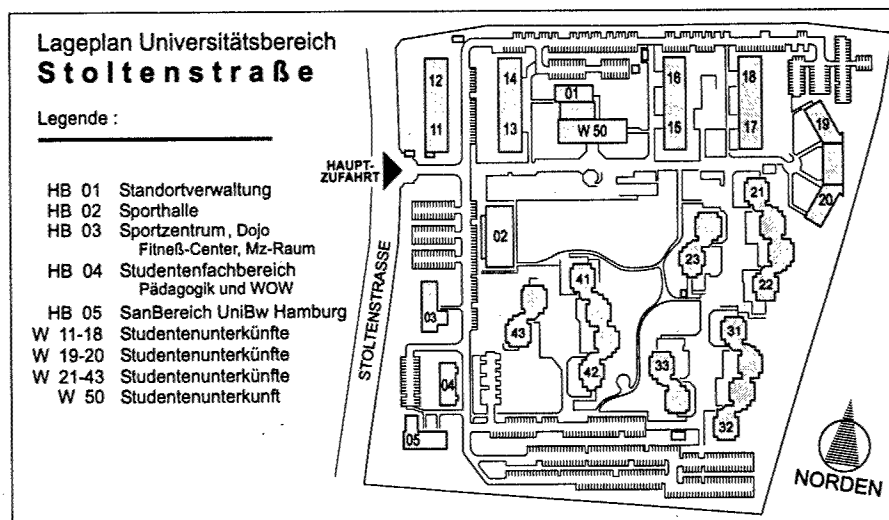 Lageplan Universitätsbereich
Stoltenstraße
Legende :
HB 01 Standortverwaltung
HB 02 Sporthalle
HB 03 Sportzentrum, Dojo
Fitneß-Center, Mz-Raum
HB 04 Studentenfachbereich
Pädagogik und WOW
HB 05 SanBereich UniBw Hamburg
W 11-18 Studentenunterkünfte
W 19-20 Studentenunterkünfte
W 21-43 Studentenunterkünfte
W 50 Studentenunterkunft
HAUPT-
ZUFAHRT
STOLTENSTRASSE
12
11
14
13
01
W 50
16
15
18
17
19
20
21
22
23
02
41
42
43
03
04
05
31
32
33
NORDEN